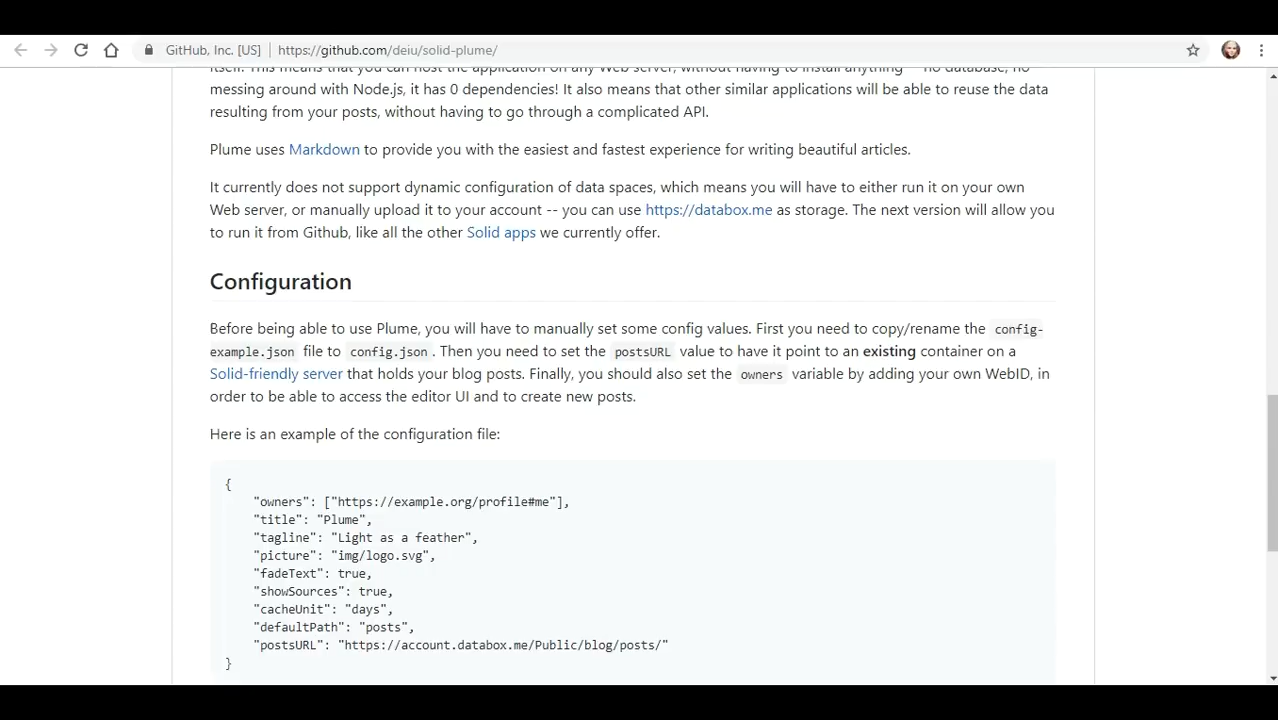 GitHub, Inc. [US] https://github.com/deiu/solid-plume/
itself. This means that you can host the application on any Web server, without having to install anything -- no database, no
messing around with Node.js, it has 0 dependencies! It also means that other similar applications will be able to reuse the data
resulting from your posts, without having to go through a complicated API.
Plume uses Markdown to provide you with the easiest and fastest experience for writing beautiful articles.
It currently does not support dynamic configuration of data spaces, which means you will have to either run it on your own
Web server, or manually upload it to your account -- you can use https://databox.me as storage. The next version will allow you
to run it from Github, like all the other Solid apps we currently offer.
Configuration
Before being able to use Plume, you will have to manually set some config values. First you need to copy/rename the config-
example.json file to config.json . Then you need to set the postsURL value to have it point to an existing container on a
Solid-friendly server that holds your blog posts. Finally, you should also set the owners variable by adding your own WebID, in
order to be able to access the editor UI and to create new posts.
Here is an example of the configuration file:
{
"owners": ["https://example.org/profile#me"],
"title": "Plume",
"tagline": "Light as a feather",
"picture": "img/logo.svg",
"fadeText": true,
"showSources": true,
"cacheUnit": "days",
"defaultPath": "posts",
"postsURL": "https://account.databox.me/Public/blog/posts/"
}